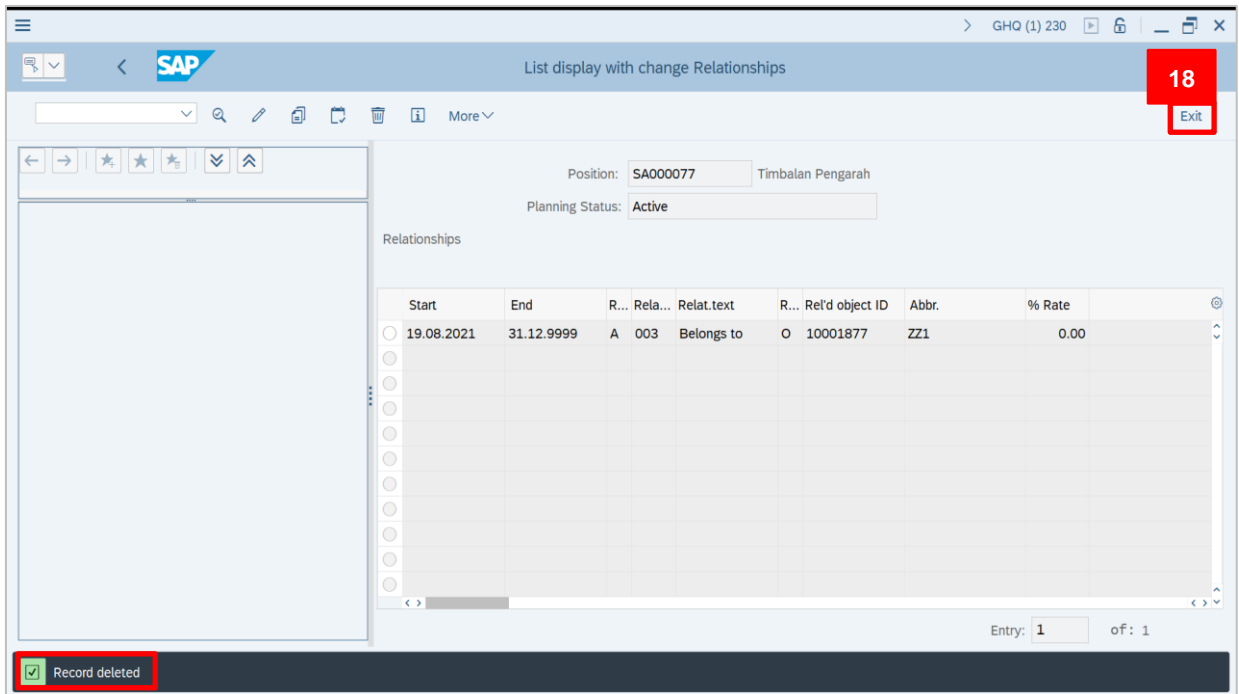 GHQ (1) 230
SAP
List display with change Relationships
18
More
Exit
Position: SA000077 Timbalan Pengarah
Planning Status: Active
Relationships
Start End R... Rela... Relat.text R... Rel'd object ID Abbr. % Rate
19.08.2021 31.12.9999 A 003 Belongs to O 10001877 ZZ1 0.00
Entry: 1 of: 1
Record deleted